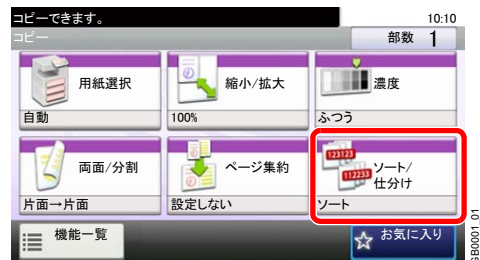 コピーできます。 10:10
コピー 部数 1
用紙選択 縮小/拡大 濃度
自動 100% ふつう
両面/分割 ページ集約 123123 112233 ソート/
仕分け
片面→片面 設定しない ソート
機能一覧 お気に入り